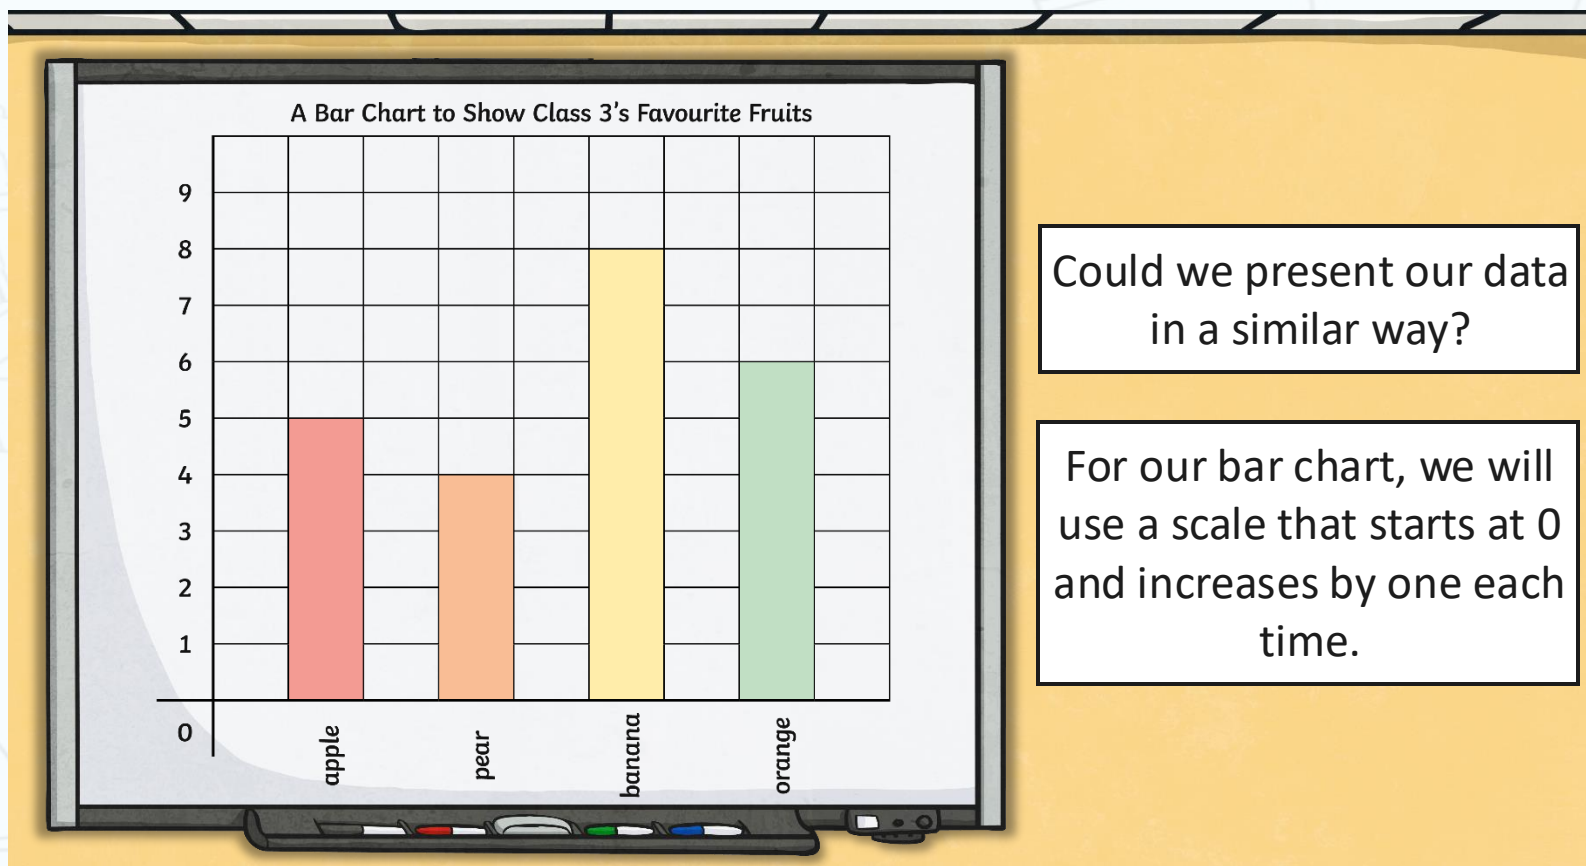 A Bar Chart to Show Class 3's Favourite Fruits
9
8
7
6
5
4
3
2
1
0
apple
pear
banana
orange
Could we present our data
in a similar way?
For our bar chart, we will
use a scale that starts at 0
and increases by one each
time.